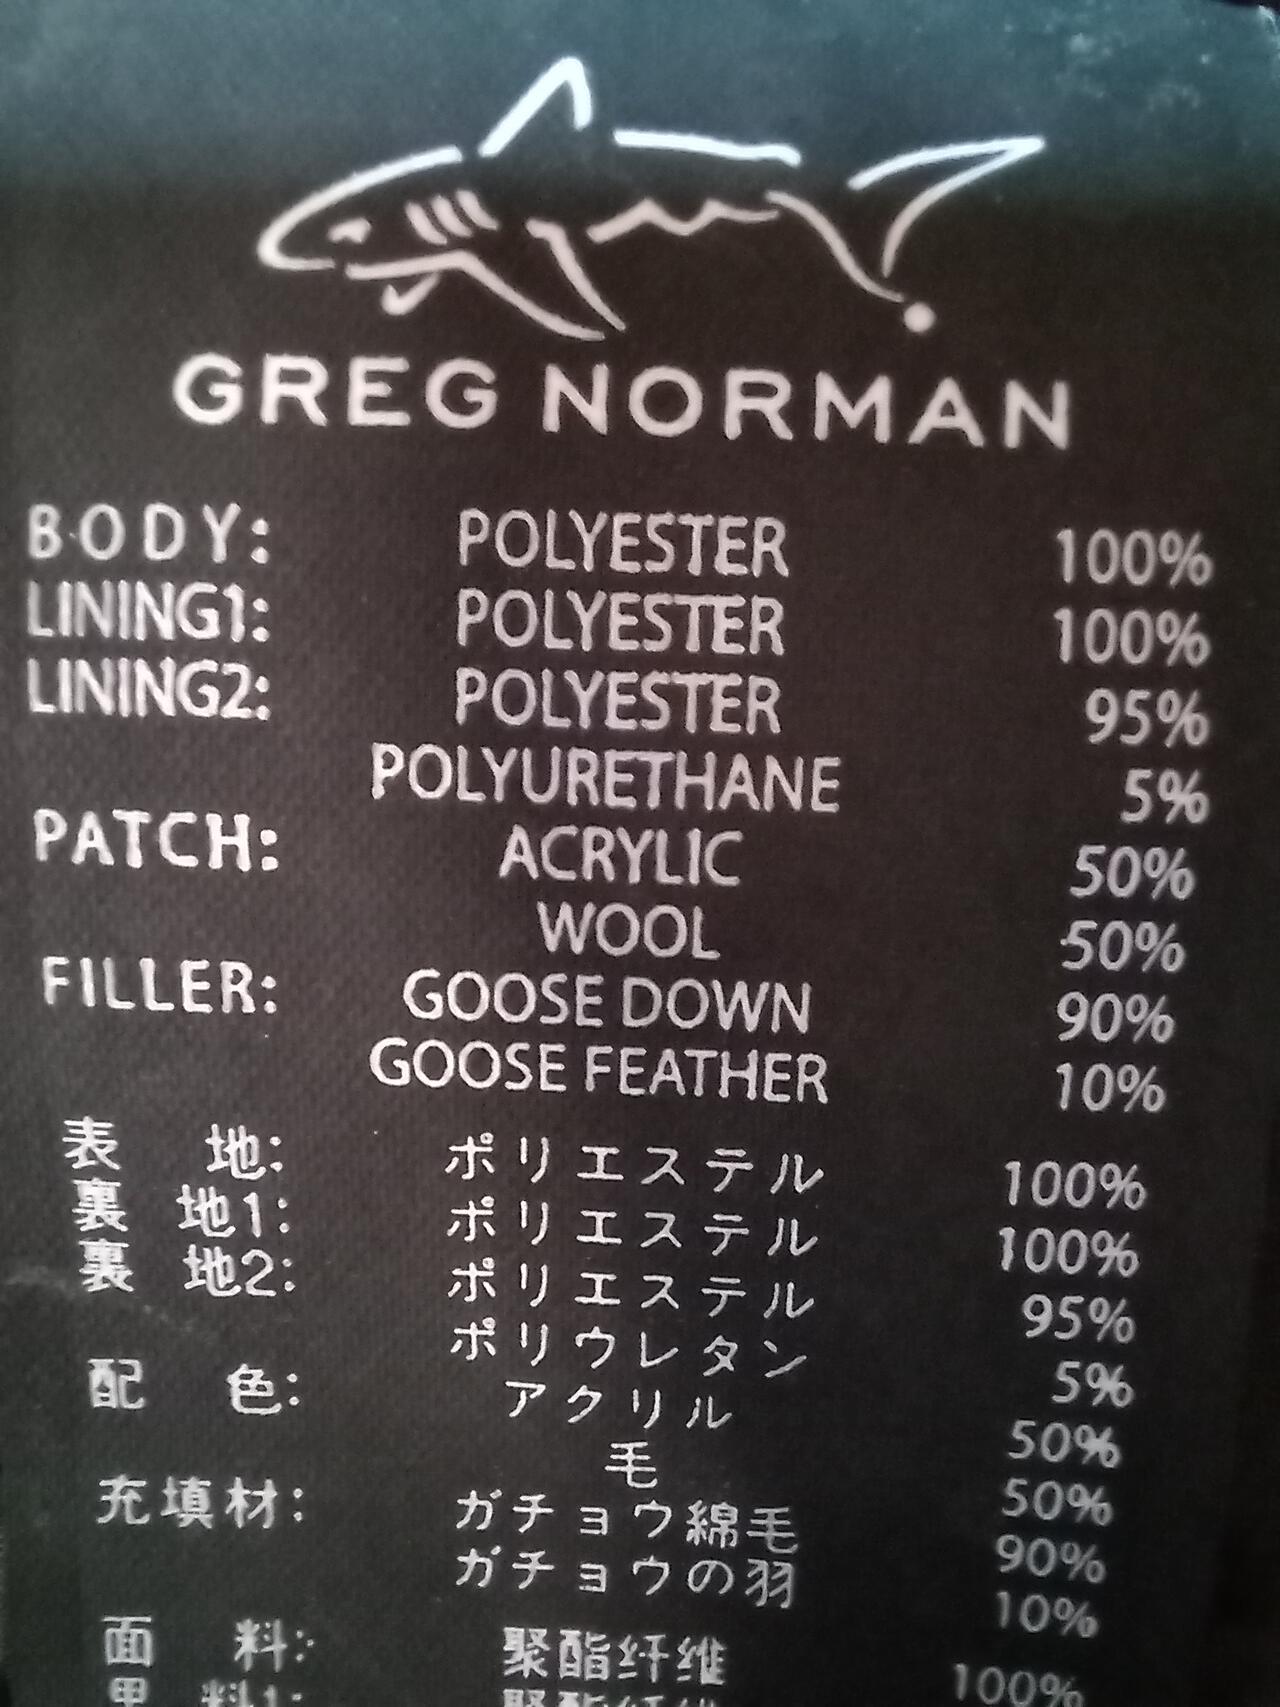 GREG NORMAN
BODY: POLYESTER 100%
LINING1: POLYESTER 100%
LINING2: POLYESTER 95%
POLYURETHANE 5%
PATCH: ACRYLIC 50%
WOOL 50%
FILLER: GOOSE DOWN 90%
GOOSE FEATHER 10%
表 地: ポリエステル 100%
裏 地1: ポリエステル 100%
裏 地2: ポリエステル 95%
ポリウレタン 5%
配 色: アクリル 50%
毛 50%
充填材: ガチョウ綿毛 90%
ガチョウの羽 10%
面 料: 聚酯纤维 100%